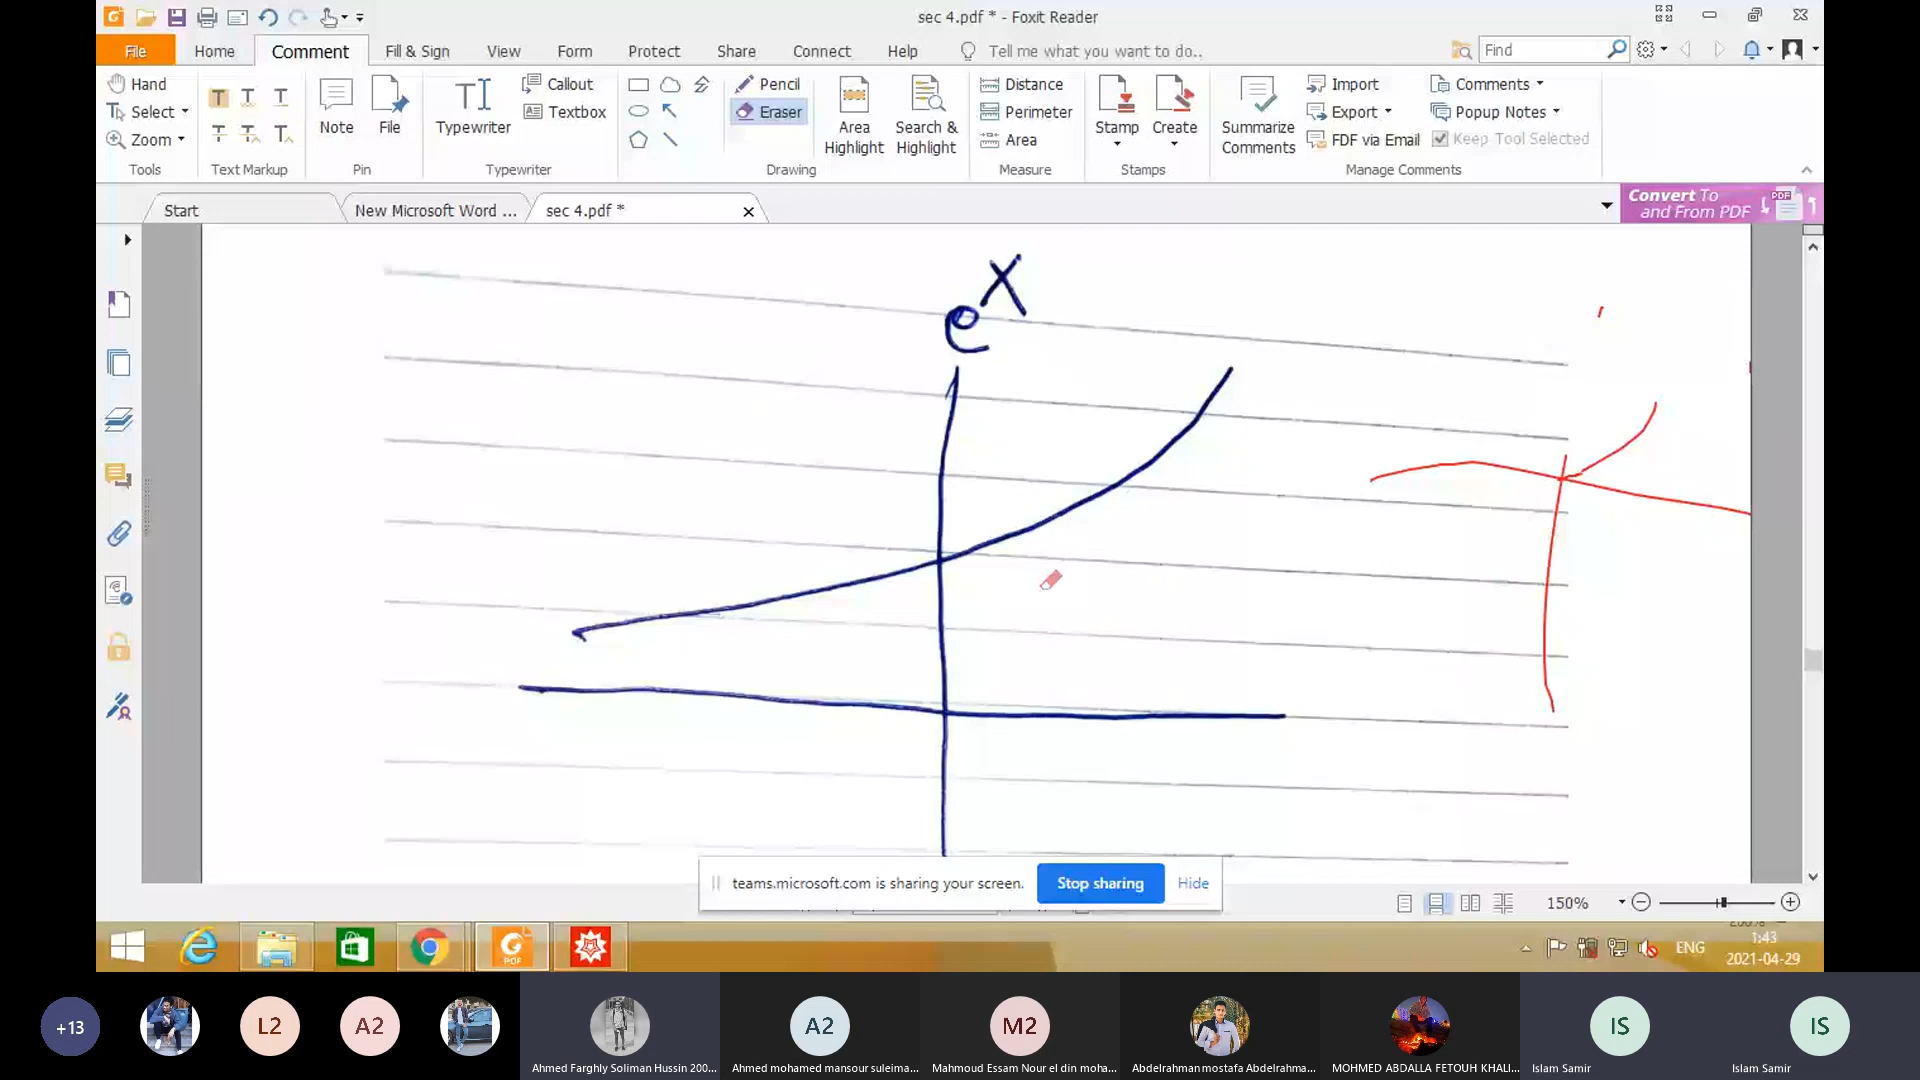 sec 4.pdf * - Foxit Reader
File Home Comment Fill & Sign View Form Protect Share Connect Help Tell me what you want to do.. Find
Hand
Select
Zoom
Tools
Text Markup
Note
File
Pin
Typewriter
Callout
Textbox
Typewriter
Pencil
Eraser
Area Highlight
Search & Highlight
Drawing
Distance
Perimeter
Area
Measure
Stamp
Create
Stamps
Summarize Comments
Import
Export
FDF via Email
Comments
Popup Notes
Keep Tool Selected
Manage Comments
Start
New Microsoft Word ...
sec 4.pdf *
Convert To
and From PDF
PDF
e^X
teams.microsoft.com is sharing your screen.
Stop sharing
Hide
150%
PDF
ENG
1:43
2021-04-29
+13
L2
A2
A2
M2
IS
IS
Ahmed Farghly Soliman Hussin 200...
Ahmed mohamed mansour suleima...
Mahmoud Essam Nour el din moha...
Abdelrahman mostafa Abdelrahma...
MOHMED ABDALLA FETOUH KHALI...
Islam Samir
Islam Samir